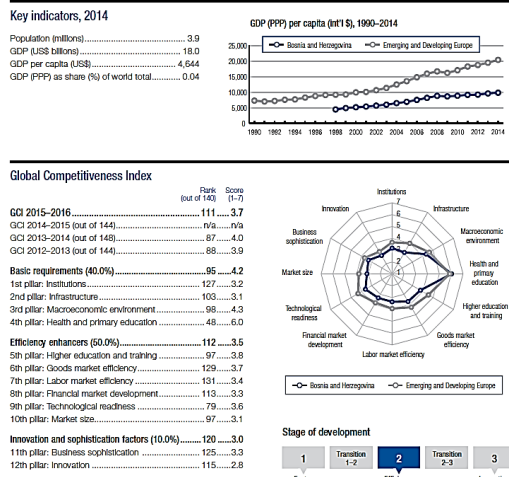 Key indicators, 2014
Population (millions) 3.9
GDP (US$ billions) 18.0
GDP per capita (US$) 4,644
GDP (PPP) as share (%) of world total 0.04
GDP (PPP) per capita (int'l $), 1990–2014
Bosnia and Herzegovina
Emerging and Developing Europe
25,000
20,000
15,000
10,000
5,000
0
1990 1992 1994 1996 1998 2000 2002 2004 2006 2008 2010 2012 2014
Global Competitiveness Index
Rank (out of 140)
Score (1–7)
GCI 2015–2016 111 3.7
GCI 2014–2015 (out of 144) n/a n/a
GCI 2013–2014 (out of 148) 87 4.0
GCI 2012–2013 (out of 144) 88 3.9
Basic requirements (40.0%) 95 4.2
1st pillar: Institutions 127 3.2
2nd pillar: Infrastructure 103 3.1
3rd pillar: Macroeconomic environment 98 4.3
4th pillar: Health and primary education 48 6.0
Efficiency enhancers (50.0%) 112 3.5
5th pillar: Higher education and training 97 3.8
6th pillar: Goods market efficiency 129 3.7
7th pillar: Labor market efficiency 131 3.4
8th pillar: Financial market development 113 3.3
9th pillar: Technological readiness 79 3.6
10th pillar: Market size 97 3.1
Innovation and sophistication factors (10.0%) 120 3.0
11th pillar: Business sophistication 125 3.3
12th pillar: Innovation 115 2.8
Institutions
Infrastructure
Macroeconomic
environment
Health and
primary
education
Higher education
and training
Goods market
efficiency
Labor market efficiency
Financial market
development
Technological
readiness
Market size
Business
sophistication
Innovation
7
6
5
4
3
2
1
Bosnia and Herzegovina
Emerging and Developing Europe
Stage of development
1
Transition
1–2
2
Transition
2–3
3